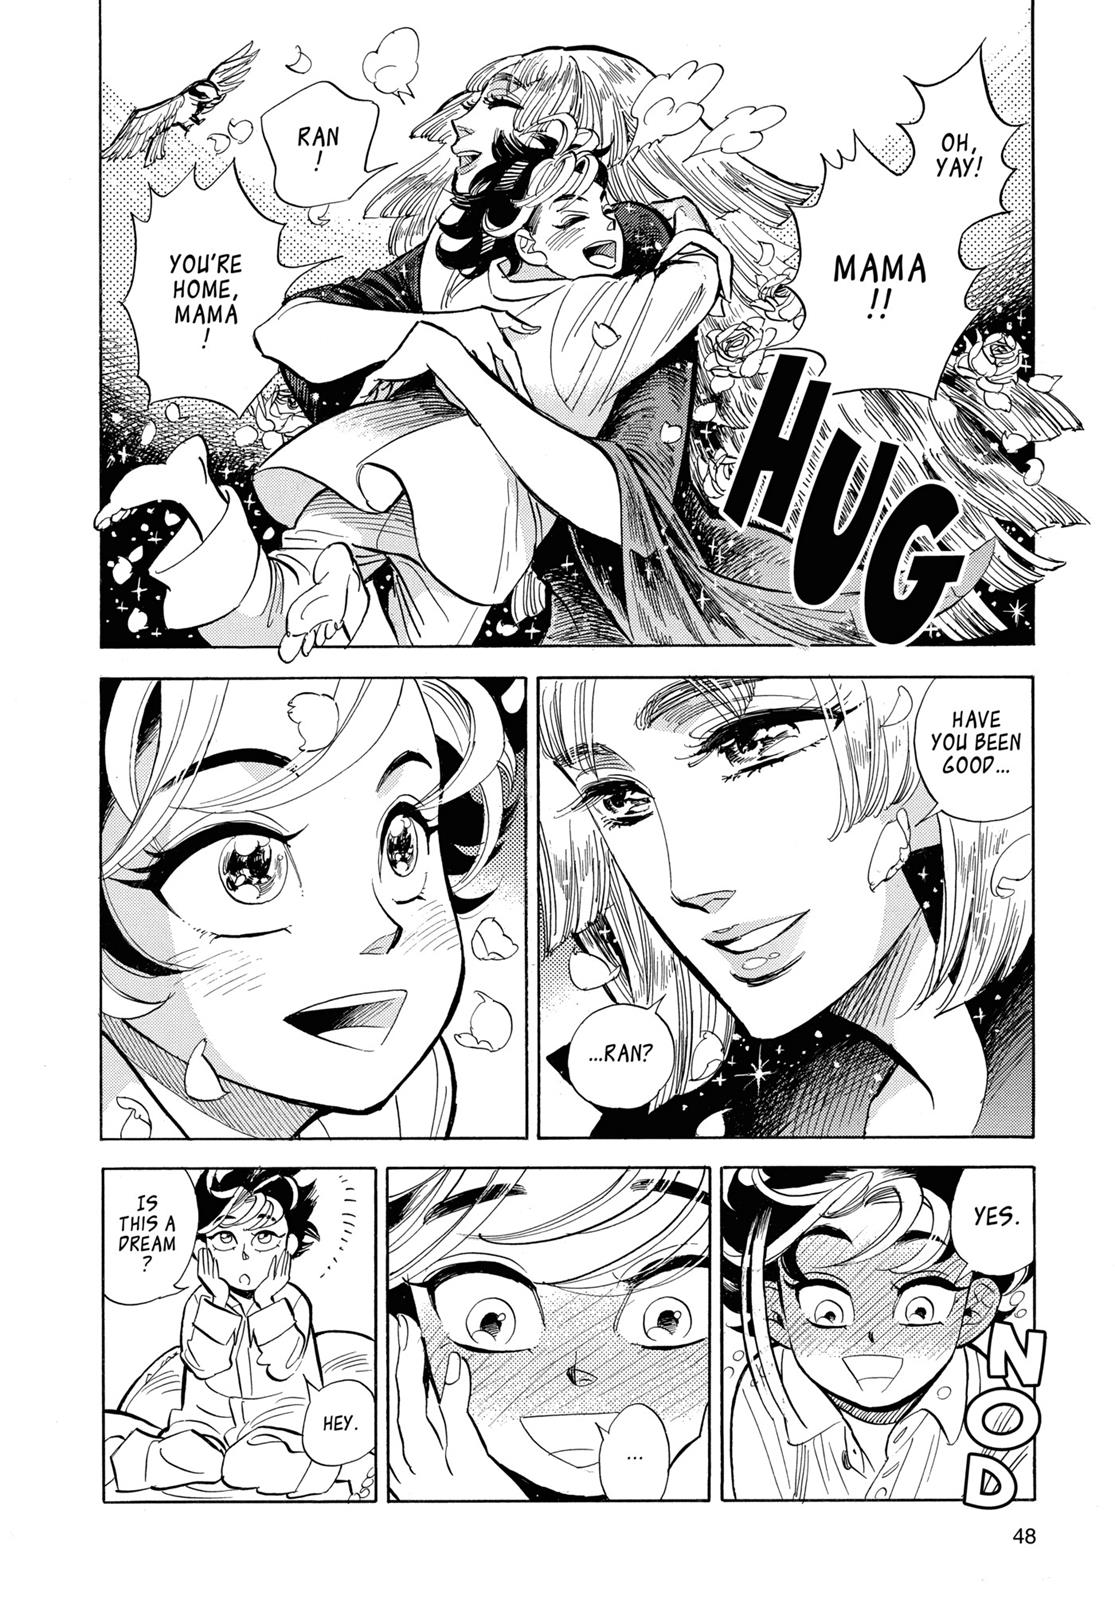 OH,
YAY!
MAMA
!!
RAN
!
YOU'RE
HOME,
MAMA
!
HUG
HAVE
YOU BEEN
GOOD...
...RAN?
YES.
NOD
...
IS
THIS A
DREAM
?
HEY.
48